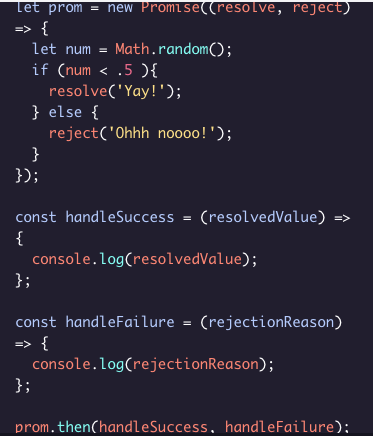 let prom = new Promise((resolve, reject)
=> {
  let num = Math.random();
  if (num < .5 ){
    resolve('Yay!');
  } else {
    reject('Ohhh noooo!');
  }
});

const handleSuccess = (resolvedValue) =>
{
  console.log(resolvedValue);
};

const handleFailure = (rejectionReason)
=> {
  console.log(rejectionReason);
};

prom.then(handleSuccess, handleFailure);